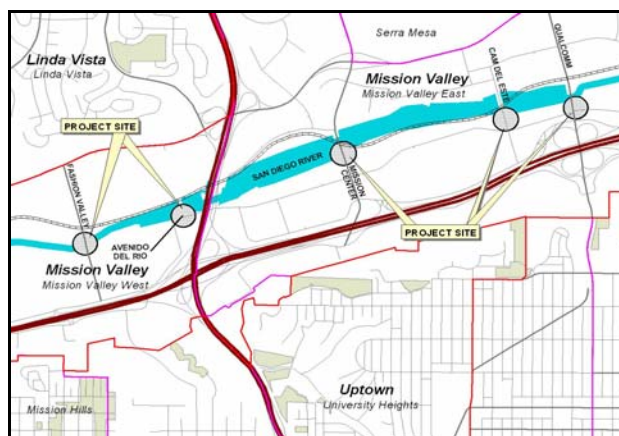 Serra Mesa
Linda Vista
Linda Vista
Mission Valley
Mission Valley East
CAM DEL ESTE
QUALCOMM
PROJECT SITE
SAN DIEGO RIVER
FASHION VALLEY
MISSION
CENTER
AVENIDO
DEL RIO
PROJECT SITE
Mission Valley
Mission Valley West
Uptown
University Heights
Mission Hills